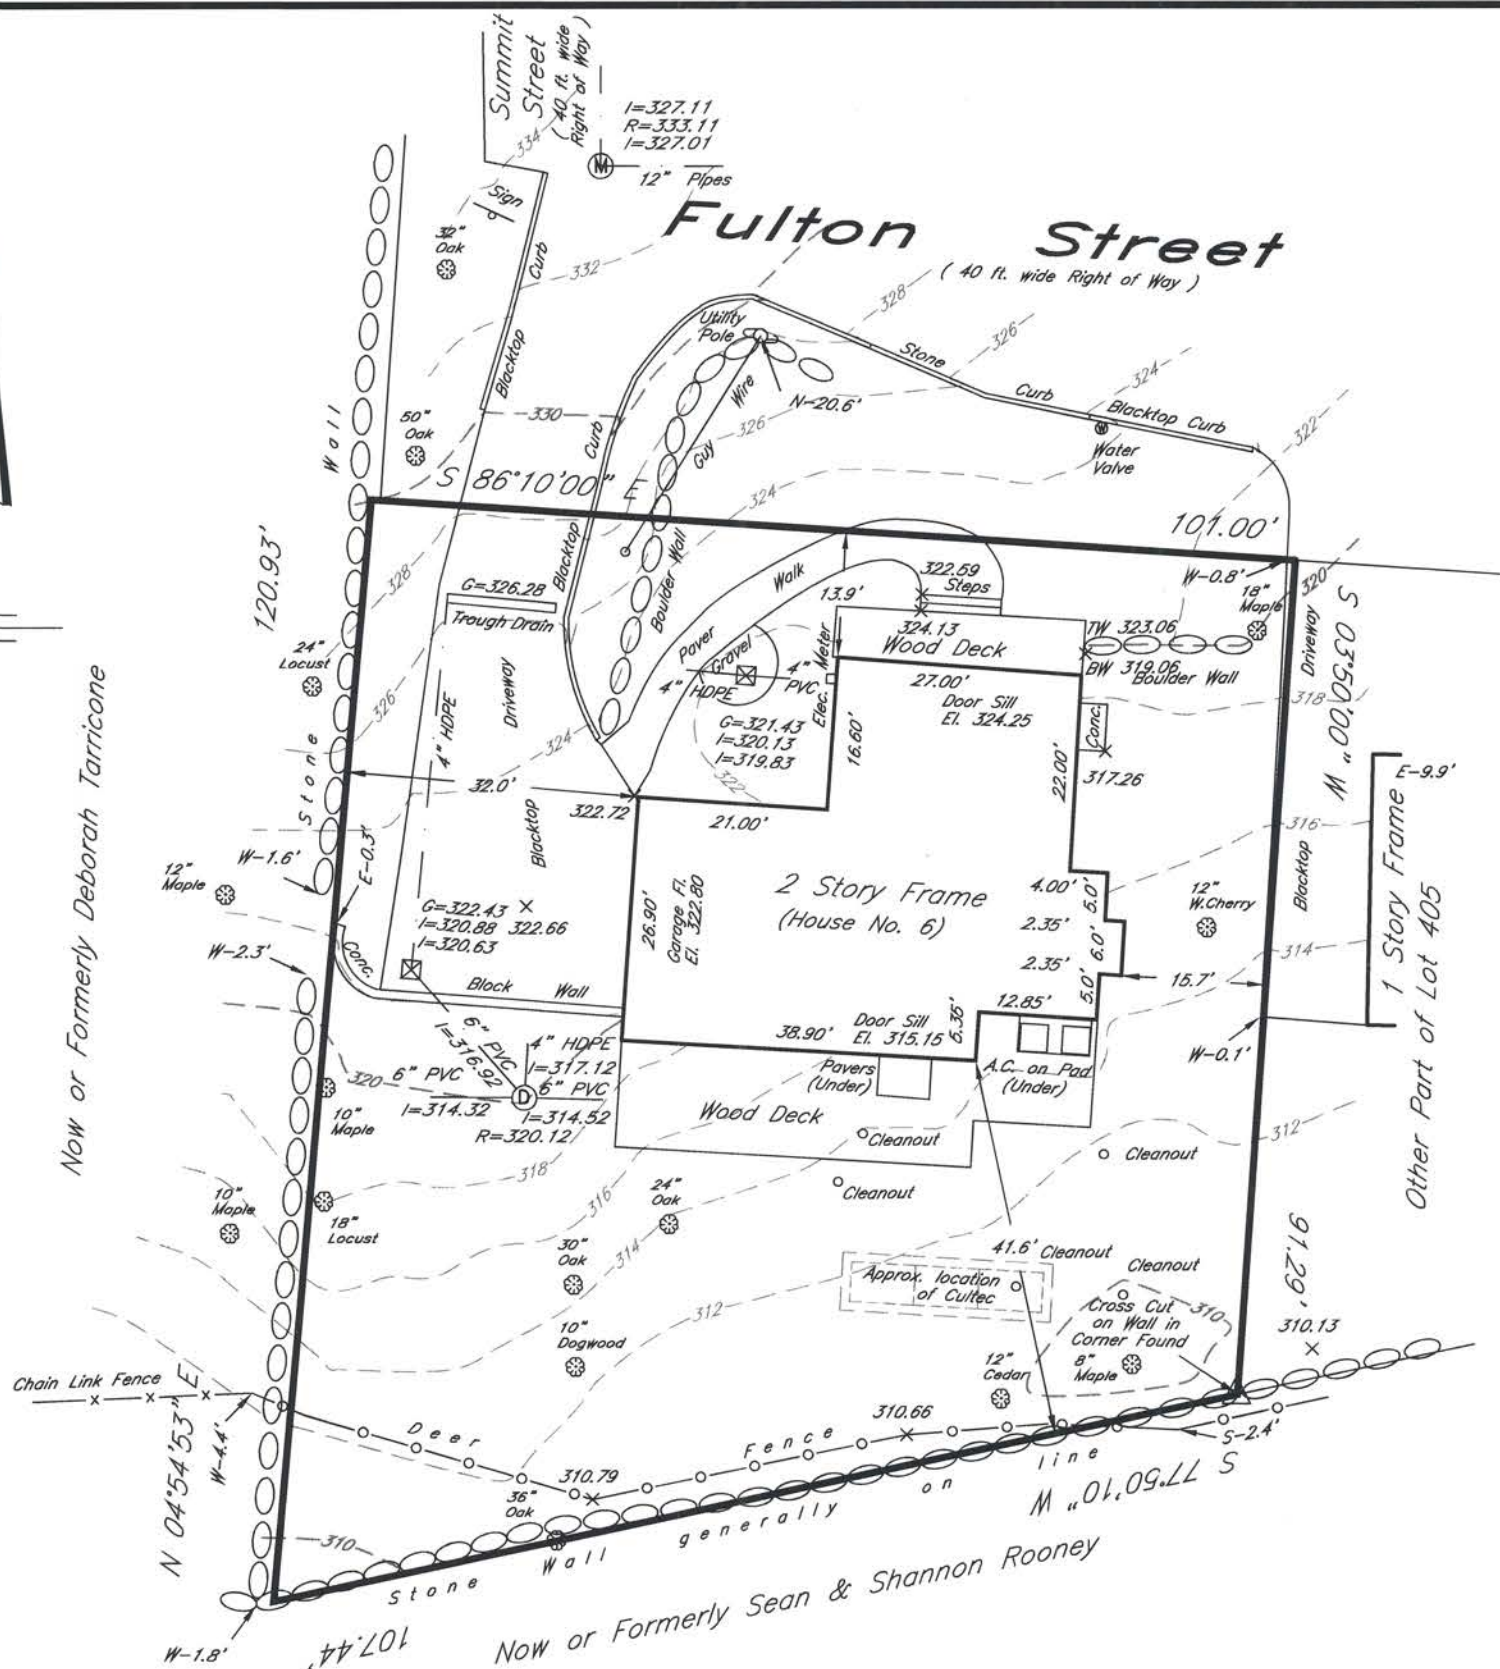 Summit
Street
( 40 ft. wide
Right of Way )
I=327.11
R=333.11
I=327.01
M
12" Pipes
334
Sign
32"
Oak
Curb
332
Fulton Street
( 40 ft. wide Right of Way )
328
326
324
322
Utility
Pole
Stone
Curb
Blacktop Curb
W
Water
Valve
N-20.6'
Wire
Guy
326
324
Blacktop
330
Curb
50"
Oak
Wall
S 86°10'00" E
101.00'
120.93'
328
G=326.28
Trough Drain
Blacktop
Boulder Wall
Walk
Paver
13.9'
322.59
Steps
W-0.8'
18"
Maple
320
Driveway
S 03°50'00" W
24"
Locust
326
4" HDPE
Driveway
324
Gravel
4" HDPE
4"
PVC
Elec. Meter
324.13
Wood Deck
TW 323.06
BW 319.06
Boulder Wall
318
27.00'
Door Sill
El. 324.25
Conc.
317.26
G=321.43
I=320.13
I=319.83
322
16.60'
22.00'
Stone
32.0'
322.72
21.00'
Blacktop
E-9.9'
316
Now or Formerly Deborah Tarricone
W-1.6'
E-0.3'
12"
Maple
26.90'
Garage Fl.
El. 322.80
2 Story Frame
(House No. 6)
4.00'
5.0'
2.35'
6.0'
2.35'
5.0'
12"
W.Cherry
Blacktop
1 Story Frame
Other Part of Lot 405
314
G=322.43
I=320.88
322.66
I=320.63
W-2.3'
Conc.
Block Wall
15.7'
12.85'
6.35'
38.90'
Door Sill
El. 315.15
W-0.1'
6" PVC
I=316.92
4" HDPE
I=317.12
Pavers
(Under)
A.C. on Pad
(Under)
320
6" PVC
6" PVC
D
I=314.32
I=314.52
R=320.12
10"
Maple
Wood Deck
Cleanout
Cleanout
312
318
10"
Maple
18"
Locust
316
24"
Oak
Cleanout
91.29'
30"
Oak
314
41.6'
Cleanout
Cleanout
Approx. location
of Cultec
Cross Cut
on Wall in
Corner Found
310
310.13
312
10"
Dogwood
12"
Cedar
8"
Maple
Chain Link Fence
N 04°54'53" E
W-4.4'
Deer
Fence
310.66
S-2.4'
310.79
36"
Oak
310
Stone Wall generally on line
S 77°50'10" W
Now or Formerly Sean & Shannon Rooney
W-1.8'
107.44'